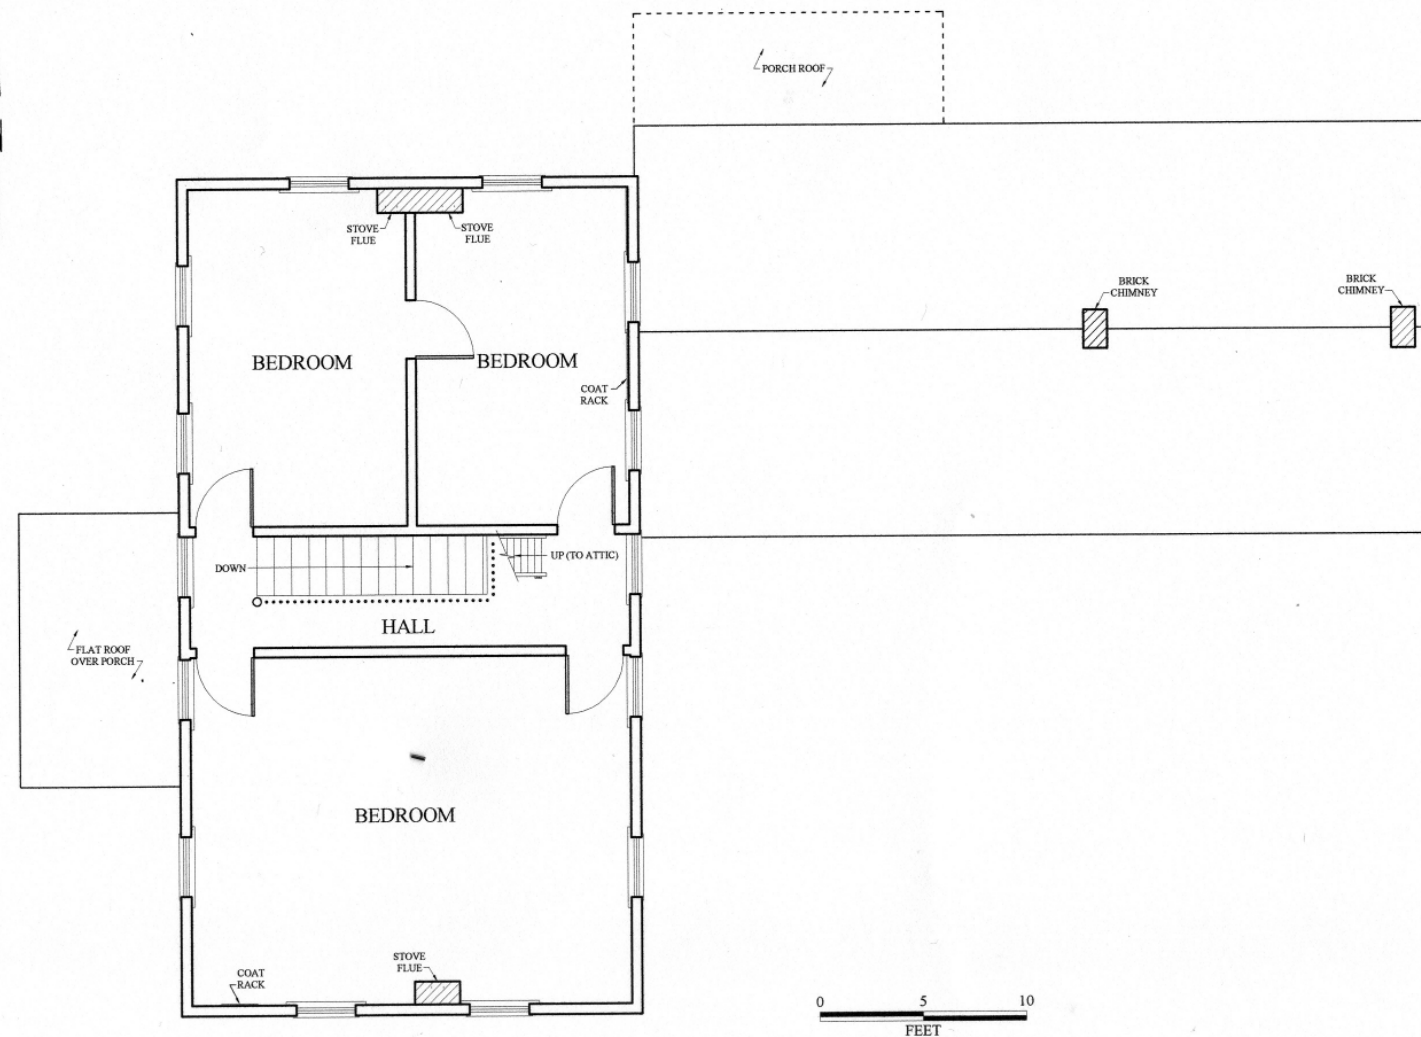 PORCH ROOF
STOVE
FLUE
STOVE
FLUE
BRICK
CHIMNEY
BRICK
CHIMNEY
BEDROOM
BEDROOM
COAT
RACK
DOWN
UP (TO ATTIC)
HALL
FLAT ROOF
OVER PORCH
BEDROOM
STOVE
FLUE
COAT
RACK
0 5 10
FEET